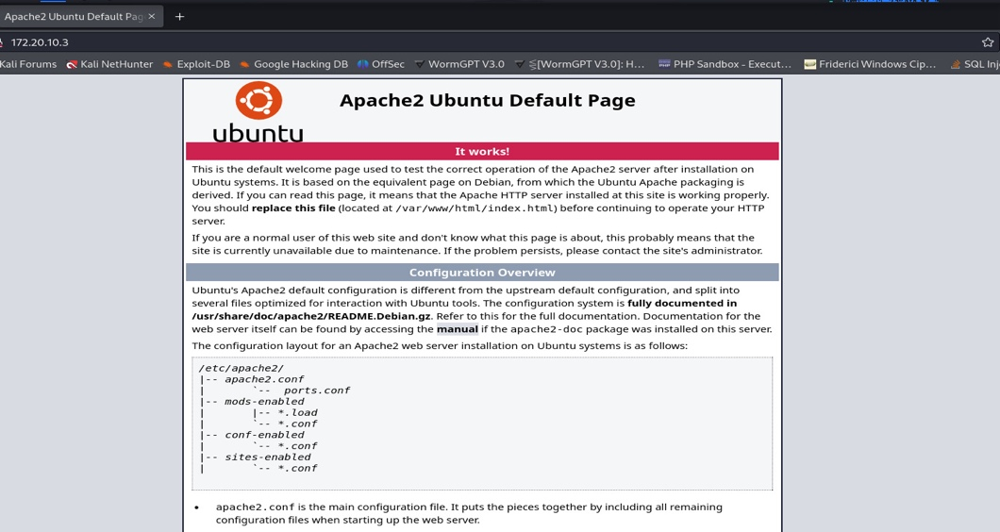 Apache2 Ubuntu Default Pag
172.20.10.3
Kali Forums Kali NetHunter Exploit-DB Google Hacking DB OffSec WormGPT V3.0 [WormGPT V3.0]: H... PHP Sandbox - Execut... Friderici Windows Cip... SQL Inj
ubuntu
Apache2 Ubuntu Default Page
It works!
This is the default welcome page used to test the correct operation of the Apache2 server after installation on
Ubuntu systems. It is based on the equivalent page on Debian, from which the Ubuntu Apache packaging is
derived. If you can read this page, it means that the Apache HTTP server installed at this site is working properly.
You should replace this file (located at /var/www/html/index.html) before continuing to operate your HTTP
server.
If you are a normal user of this web site and don't know what this page is about, this probably means that the
site is currently unavailable due to maintenance. If the problem persists, please contact the site's administrator.
Configuration Overview
Ubuntu's Apache2 default configuration is different from the upstream default configuration, and split into
several files optimized for interaction with Ubuntu tools. The configuration system is fully documented in
/usr/share/doc/apache2/README.Debian.gz. Refer to this for the full documentation. Documentation for the
web server itself can be found by accessing the manual if the apache2-doc package was installed on this server.
The configuration layout for an Apache2 web server installation on Ubuntu systems is as follows:
/etc/apache2/
|-- apache2.conf
|       `--  ports.conf
|-- mods-enabled
|       |-- *.load
|       `-- *.conf
|-- conf-enabled
|       `-- *.conf
|-- sites-enabled
|       `-- *.conf
• apache2.conf is the main configuration file. It puts the pieces together by including all remaining
configuration files when starting up the web server.